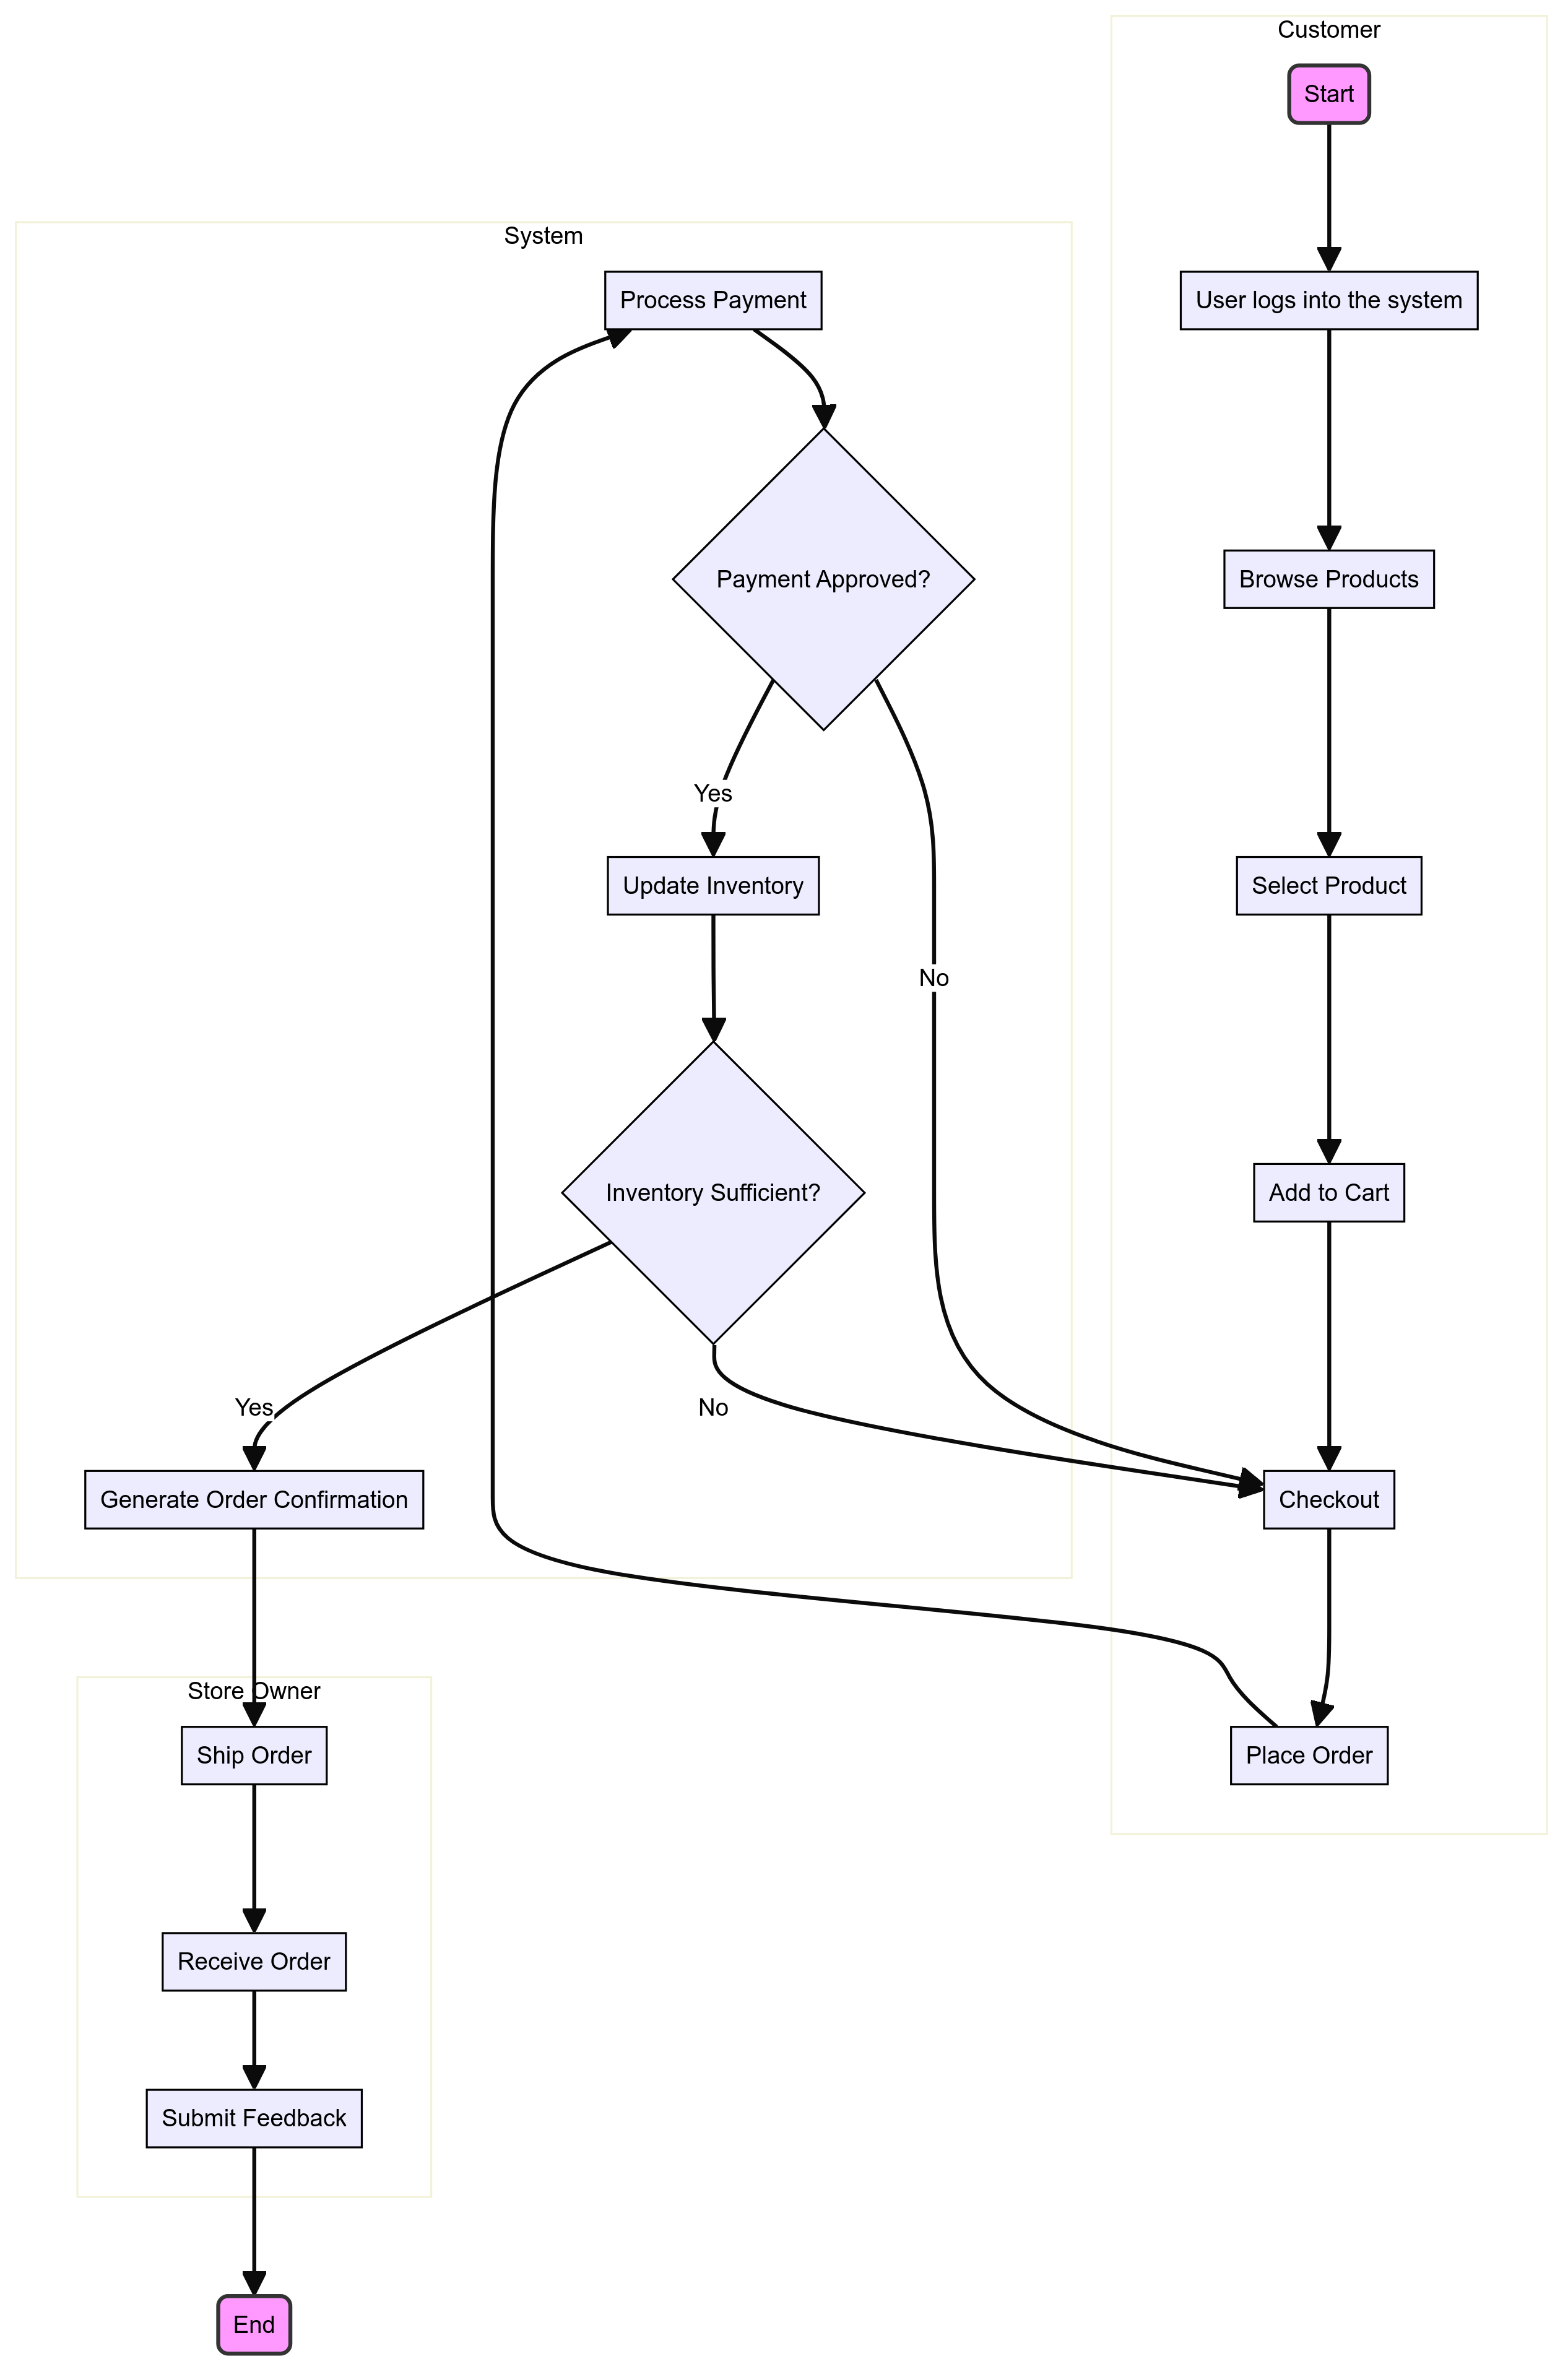 Customer
Start
User logs into the system
Browse Products
Select Product
Add to Cart
Checkout
Place Order
System
Process Payment
Payment Approved?
Yes
No
Update Inventory
Inventory Sufficient?
Yes
No
Generate Order Confirmation
Store Owner
Ship Order
Receive Order
Submit Feedback
End